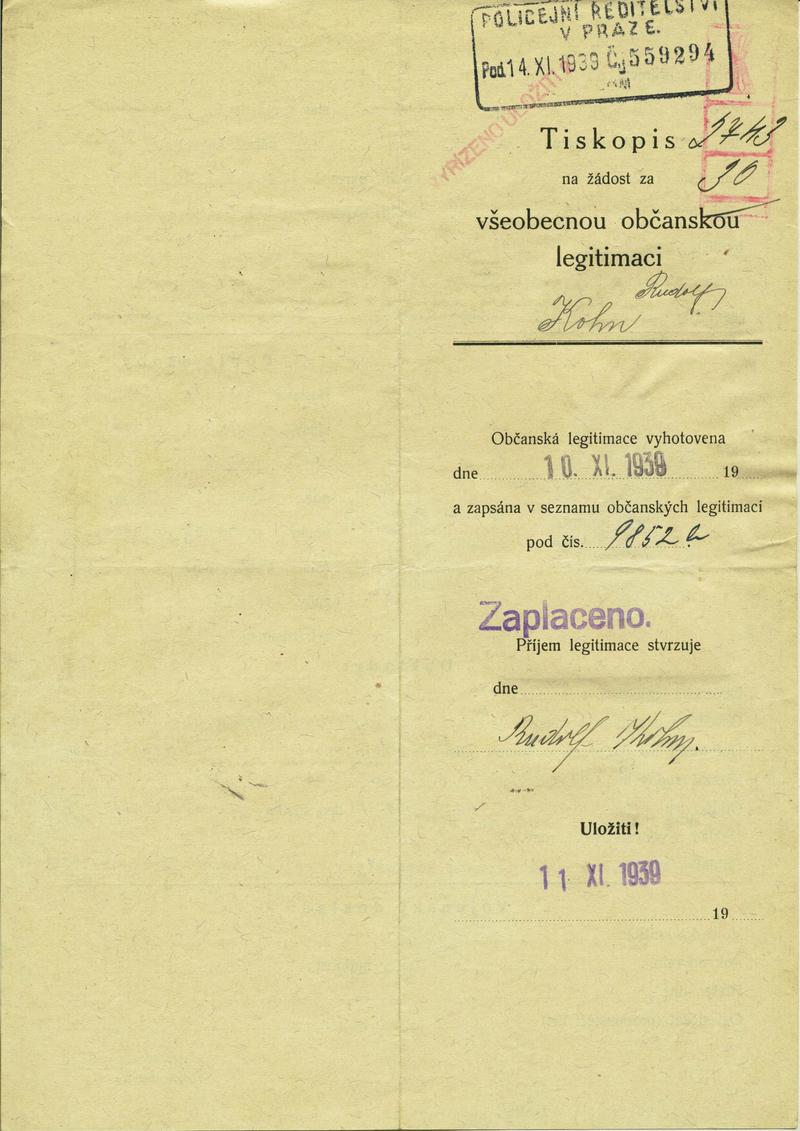 POLICEJNÍ ŘEDITELSTVÍ
V PRAZE.
Pod. 14. XI. 1939 Čj 559294
VYŘÍZENO ULOŽIT
Tiskopis 2743
na žádost za 30
všeobecnou občanskou
legitimaci
Rudolf
Kohn
Občanská legitimace vyhotovena
dne 10. XI. 1939 19
a zapsána v seznamu občanských legitimací
pod čís. 9852
Zaplaceno.
Příjem legitimace stvrzuje
dne
Rudolf Kohn.
Uložiti!
11 XI. 1939
19